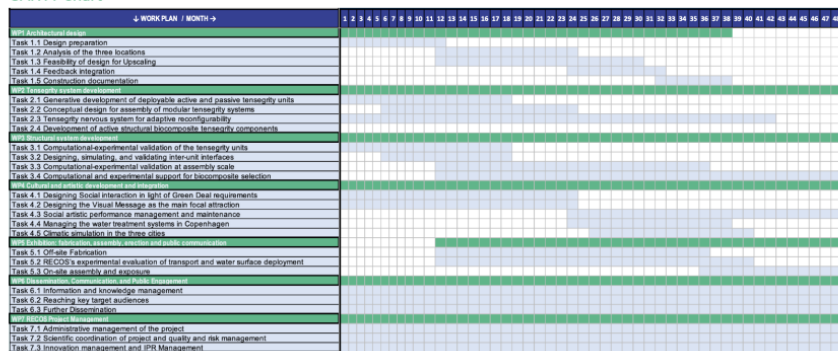 ↓ WORK PLAN / MONTH → 1 2 3 4 5 6 7 8 9 10 11 12 13 14 15 16 17 18 19 20 21 22 23 24 25 26 27 28 29 30 31 32 33 34 35 36 37 38 39 40 41 42 43 44 45 46 47
WP1 Architectural design
Task 1.1 Design preparation
Task 1.2 Analysis of the three locations
Task 1.3 Feasibility of design for Upscaling
Task 1.4 Feedback integration
Task 1.5 Construction documentation
WP2 Tensegrity system development
Task 2.1 Generative development of deployable active and passive tensegrity units
Task 2.2 Conceptual design for assembly of modular tensegrity systems
Task 2.3 Tensegrity nervous system for adaptive reconfigurability
Task 2.4 Development of active structural biocomposite tensegrity components
WP3 Structural system development
Task 3.1 Computational-experimental validation of the tensegrity units
Task 3.2 Designing, simulating, and validating inter-unit interfaces
Task 3.3 Computational-experimental validation at assembly scale
Task 3.4 Computational and experimental support for biocomposite selection
WP4 Cultural and artistic development and integration
Task 4.1 Designing Social interaction in light of Green Deal requirements
Task 4.2 Designing the Visual Message as the main focal attraction
Task 4.3 Social artistic performance management and maintenance
Task 4.4 Managing the water treatment systems in Copenhagen
Task 4.5 Climatic simulation in the three cities
WP5 Exhibition: fabrication, assembly, erection and public communication
Task 5.1 Off-site Fabrication
Task 5.2 RECOS's experimental evaluation of transport and water surface deployment
Task 5.3 On-site assembly and exposure
WP6 Dissemination, Communication, and Public Engagement
Task 6.1 Information and knowledge management
Task 6.2 Reaching key target audiences
Task 6.3 Further Dissemination
WP7 RECOS Project Management
Task 7.1 Administrative management of the project
Task 7.2 Scientific coordination of project and quality and risk management
Task 7.3 Innovation management and IPR Management